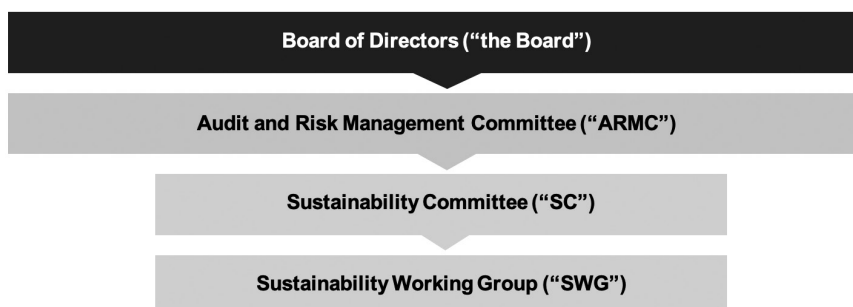 Board of Directors (“the Board”)
Audit and Risk Management Committee (“ARMC”)
Sustainability Committee (“SC”)
Sustainability Working Group (“SWG”)